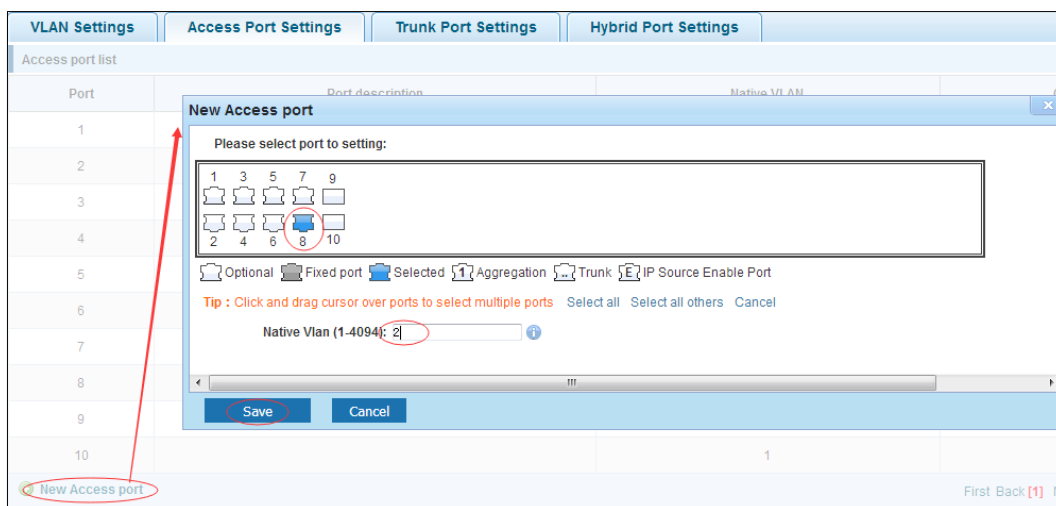 VLAN Settings Access Port Settings Trunk Port Settings Hybrid Port Settings
Access port list
Port Port description Native VLAN
New Access port
1
Please select port to setting:
2
1 3 5 7 9
3
4
2 4 6 8 10
5
Optional Fixed port Selected 1 Aggregation .. Trunk E IP Source Enable Port
Tip : Click and drag cursor over ports to select multiple ports Select all Select all others Cancel
6
Native Vlan (1-4094): 2
7
8
Save Cancel
9
10 1
New Access port First Back [1]